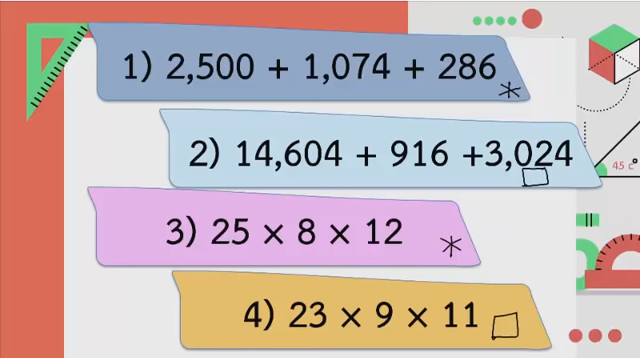 1) 2,500 + 1,074 + 286 *
2) 14,604 + 916 +3,024
3) 25 × 8 × 12 *
4) 23 × 9 × 11
45 c°